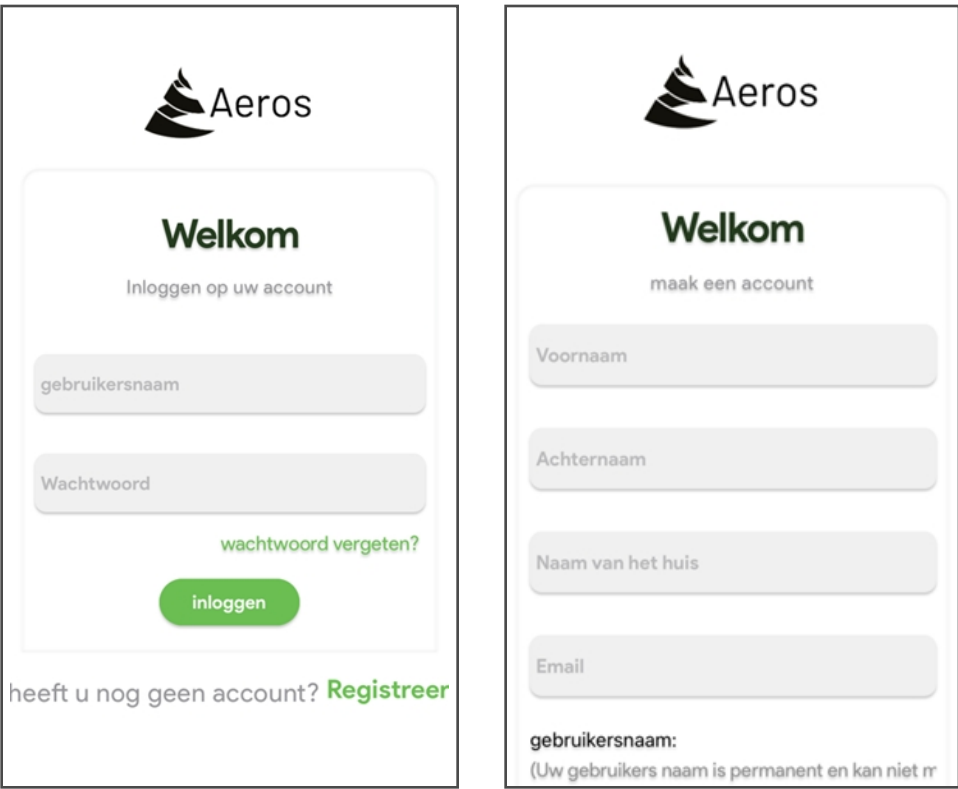 Aeros
Welkom
Inloggen op uw account
gebruikersnaam
Wachtwoord
wachtwoord vergeten?
inloggen
heeft u nog geen account? Registreer
Aeros
Welkom
maak een account
Voornaam
Achternaam
Naam van het huis
Email
gebruikersnaam:
(Uw gebruikers naam is permanent en kan niet